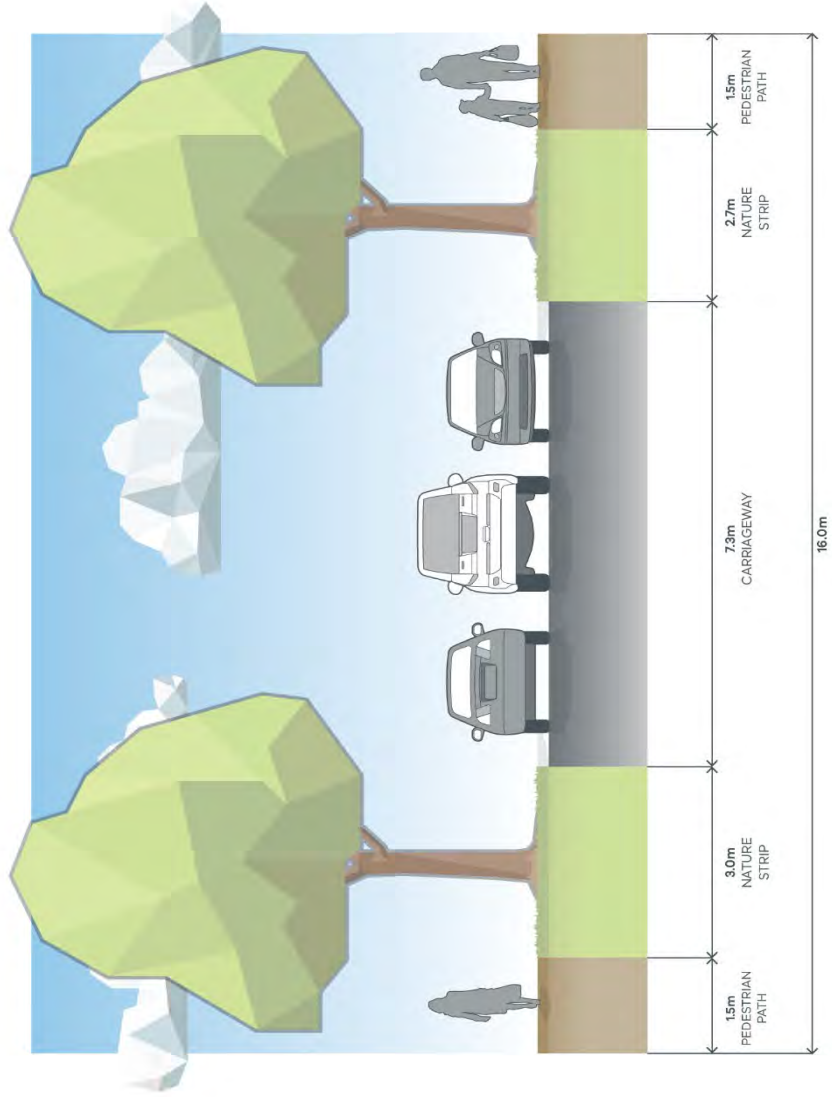 1.5m
PEDESTRIAN
PATH
3.0m
NATURE
STRIP
7.3m
CARRIAGEWAY
2.7m
NATURE
STRIP
1.5m
PEDESTRIAN
PATH
16.0m